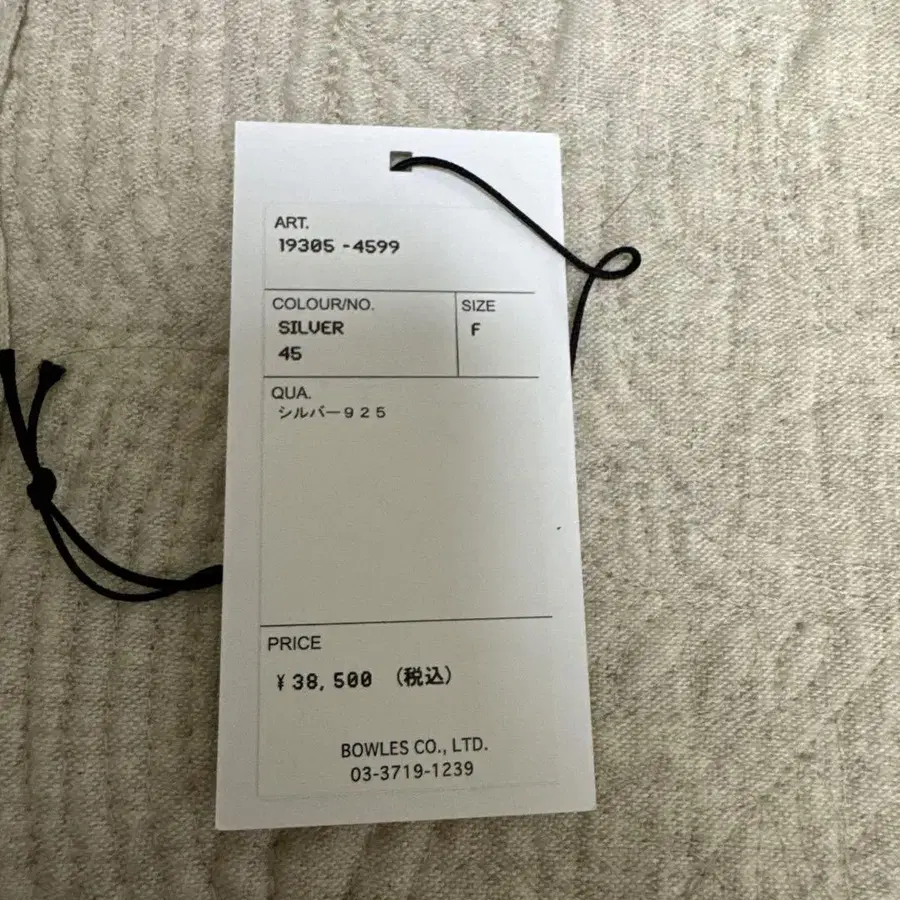 ART.
19305 -4599
COLOUR/NO.
SILVER
45
SIZE
F
QUA.
シルバー９２５
PRICE
¥38,500 （税込）
BOWLES CO., LTD.
03-3719-1239